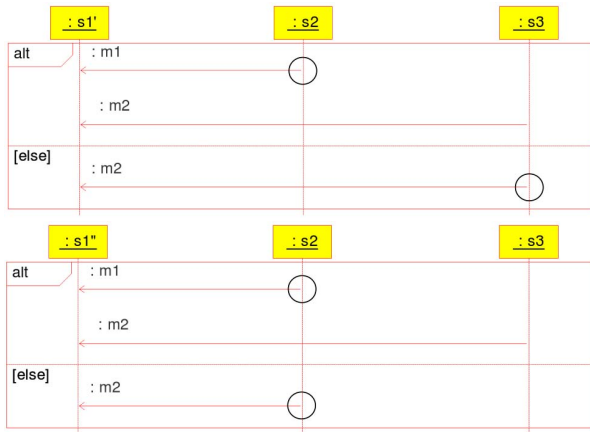 : s1' : s2 : s3
alt : m1
: m2
[else]
: m2
: s1" : s2 : s3
alt : m1
: m2
[else]
: m2